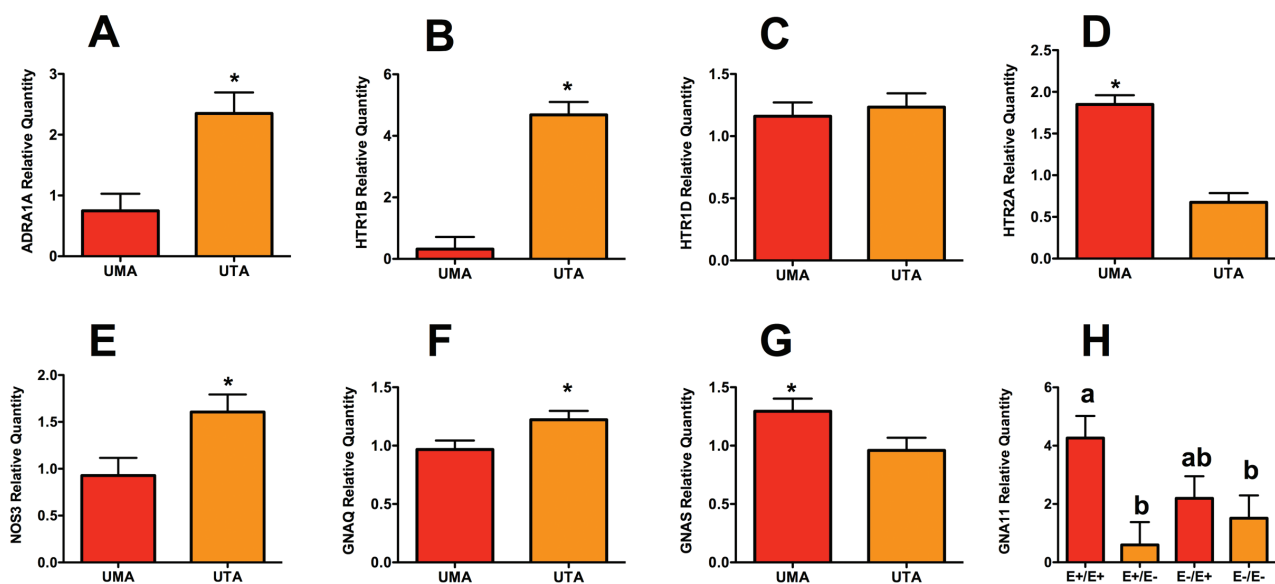 A
ADRA1A Relative Quantity
3
2
1
0
*
UMA
UTA
B
HTR1B Relative Quantity
6
4
2
0
*
UMA
UTA
C
HTR1D Relative Quantity
1.5
1.0
0.5
0.0
UMA
UTA
D
HTR2A Relative Quantity
2.5
2.0
1.5
1.0
0.5
0.0
*
UMA
UTA
E
NOS3 Relative Quantity
2.0
1.5
1.0
0.5
0.0
*
UMA
UTA
F
GNAQ Relative Quantity
1.5
1.0
0.5
0.0
*
UMA
UTA
G
GNAS Relative Quantity
1.5
1.0
0.5
0.0
*
UMA
UTA
H
GNA11 Relative Quantity
6
4
2
0
a
b
ab
b
E+/E+
E+/E-
E-/E+
E-/E-